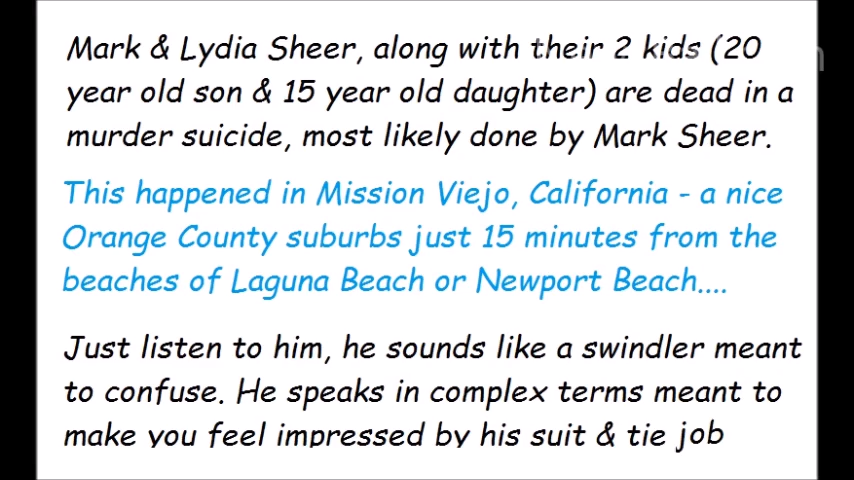 Mark & Lydia Sheer, along with their 2 kids (20
year old son & 15 year old daughter) are dead in a
murder suicide, most likely done by Mark Sheer.
This happened in Mission Viejo, California - a nice
Orange County suburbs just 15 minutes from the
beaches of Laguna Beach or Newport Beach....
Just listen to him, he sounds like a swindler meant
to confuse. He speaks in complex terms meant to
make you feel impressed by his suit & tie job